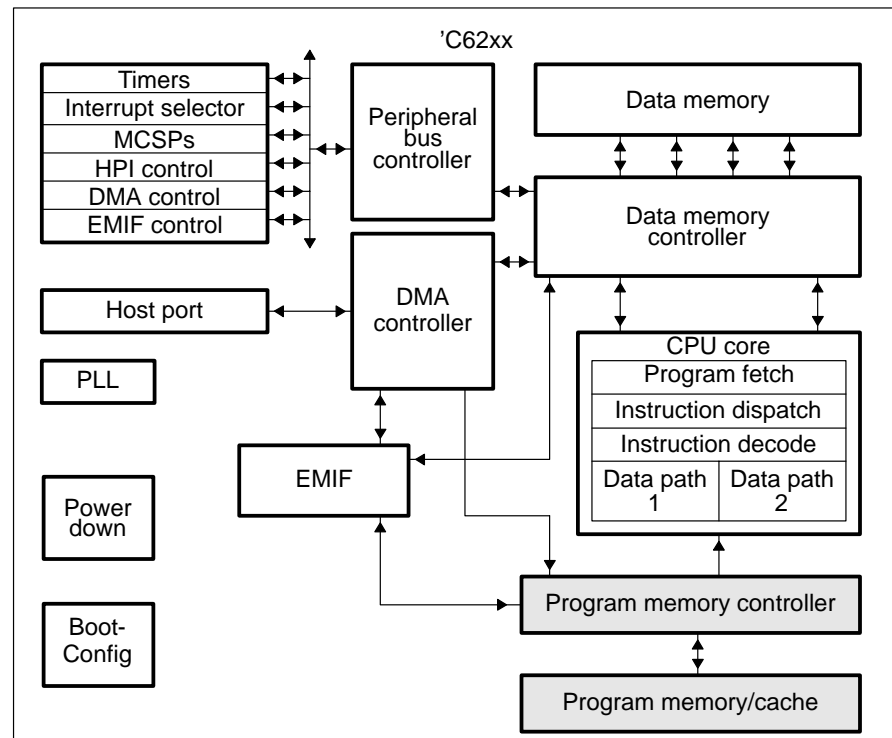 'C62xx
Timers
Interrupt selector
MCSPs
HPI control
DMA control
EMIF control
Peripheral
bus
controller
Data memory
Data memory
controller
Host port
DMA
controller
PLL
CPU core
Program fetch
Instruction dispatch
Instruction decode
Data path
1
Data path
2
EMIF
Power
down
Program memory controller
Boot-
Config
Program memory/cache